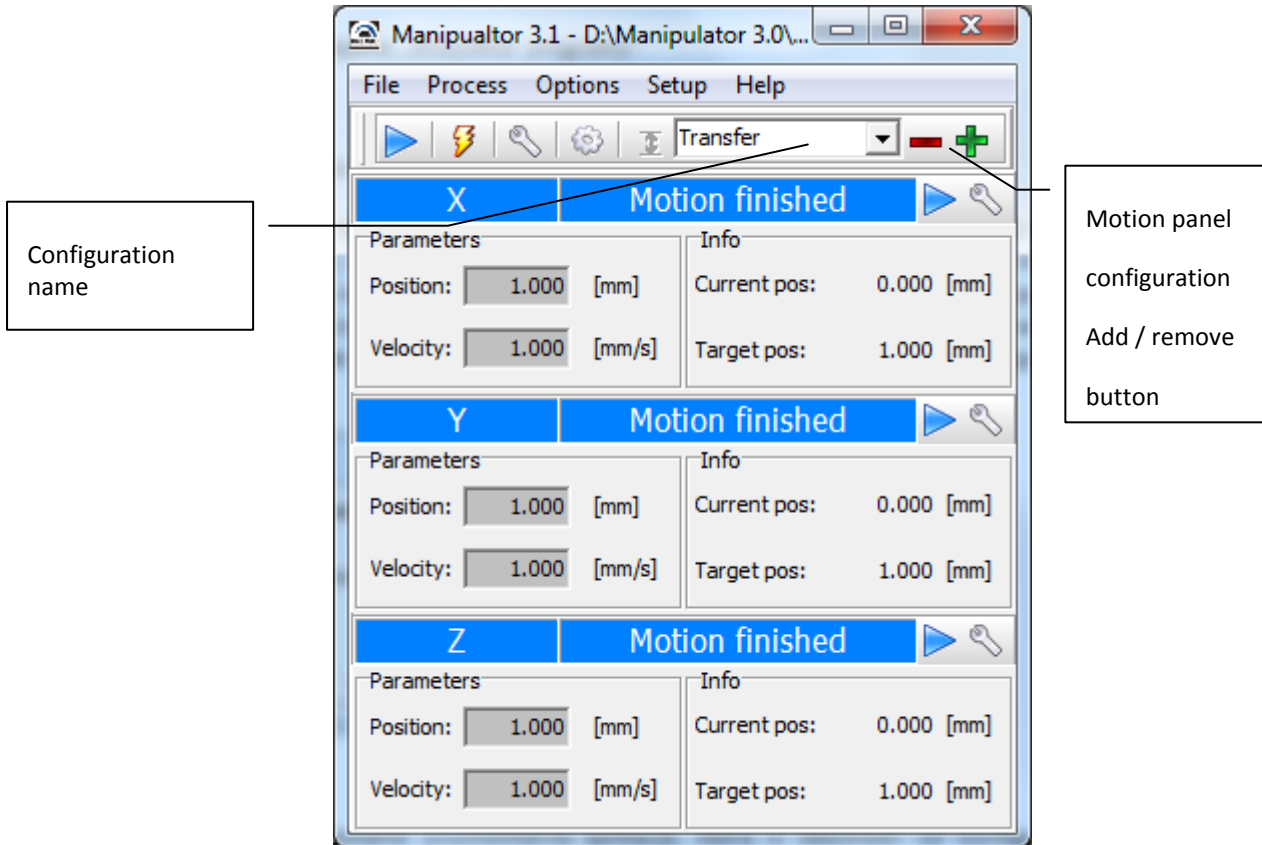 Manipualtor 3.1 - D:\Manipulator 3.0\...
File Process Options Setup Help
Transfer
X Motion finished
Parameters Info
Position: 1.000 [mm] Current pos: 0.000 [mm]
Velocity: 1.000 [mm/s] Target pos: 1.000 [mm]
Y Motion finished
Parameters Info
Position: 1.000 [mm] Current pos: 0.000 [mm]
Velocity: 1.000 [mm/s] Target pos: 1.000 [mm]
Z Motion finished
Parameters Info
Position: 1.000 [mm] Current pos: 0.000 [mm]
Velocity: 1.000 [mm/s] Target pos: 1.000 [mm]
Configuration
name
Motion panel
configuration
Add / remove
button